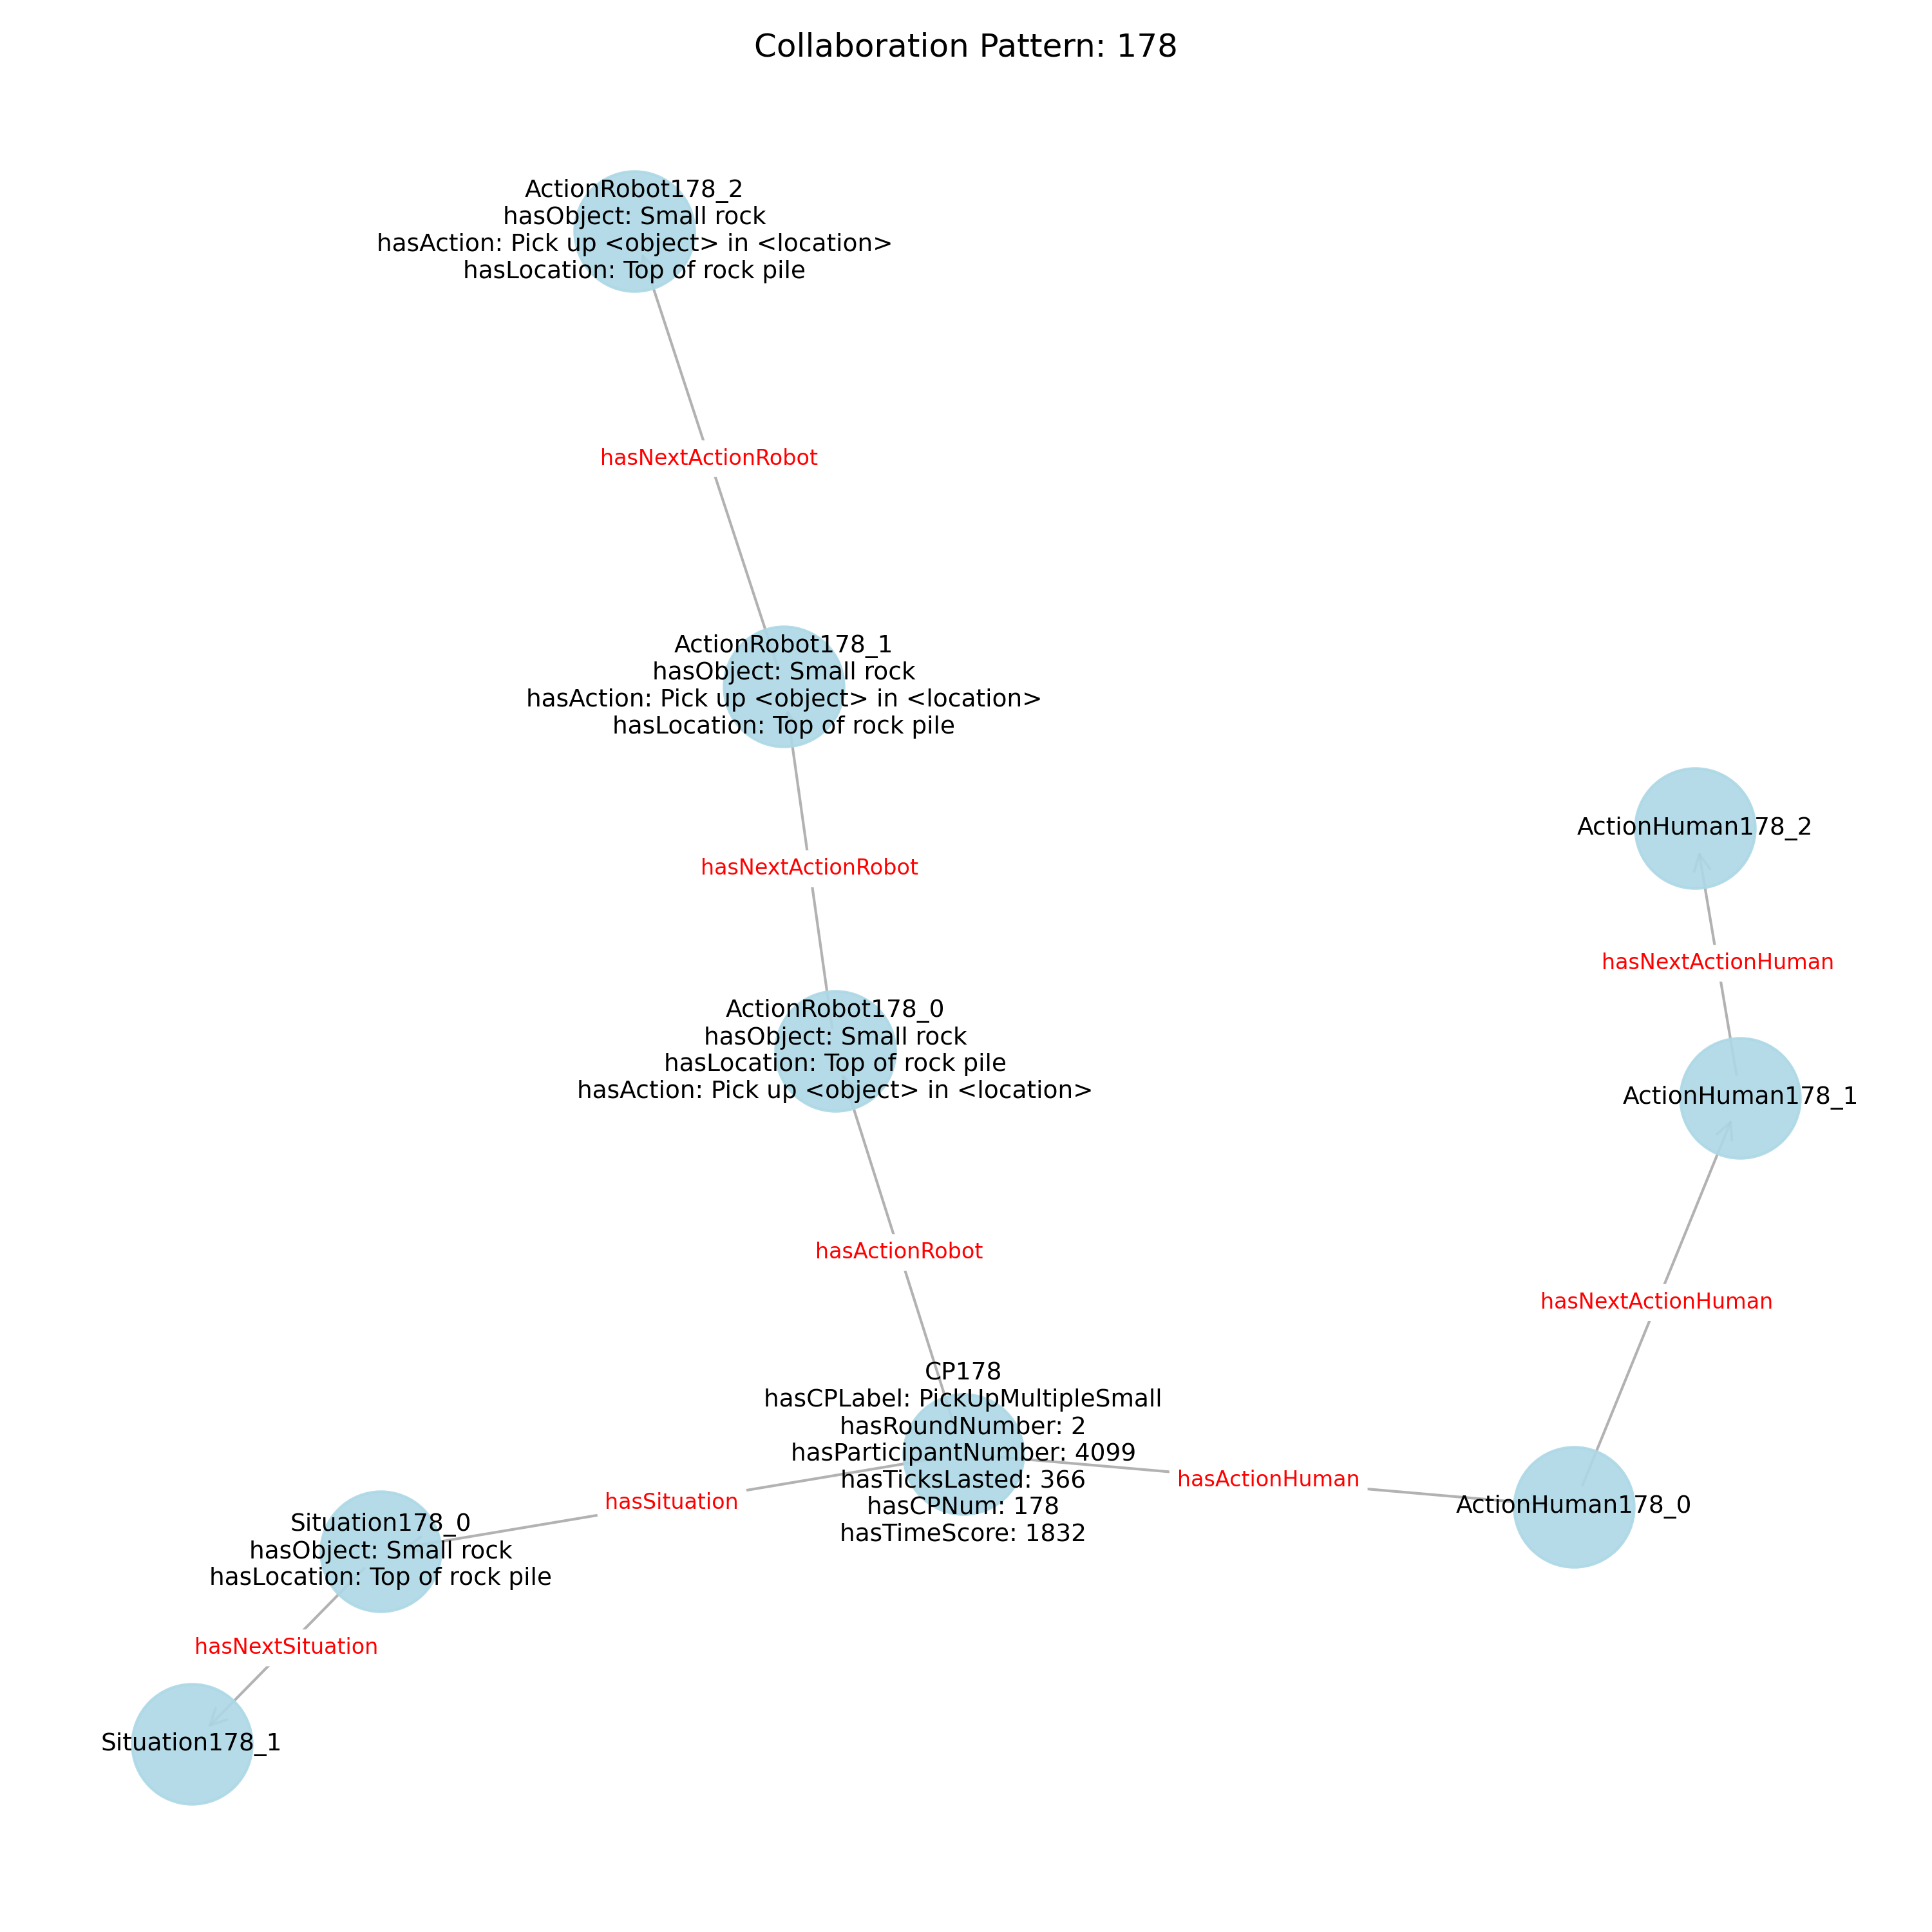 Collaboration Pattern: 178
ActionRobot178_2
hasObject: Small rock
hasAction: Pick up <object> in <location>
hasLocation: Top of rock pile
hasNextActionRobot
ActionRobot178_1
hasObject: Small rock
hasAction: Pick up <object> in <location>
hasLocation: Top of rock pile
ActionHuman178_2
hasNextActionRobot
hasNextActionHuman
ActionRobot178_0
hasObject: Small rock
hasLocation: Top of rock pile
hasAction: Pick up <object> in <location>
ActionHuman178_1
hasActionRobot
hasNextActionHuman
CP178
hasCPLabel: PickUpMultipleSmall
hasRoundNumber: 2
hasParticipantNumber: 4099
hasTicksLasted: 366
hasCPNum: 178
hasTimeScore: 1832
hasActionHuman
ActionHuman178_0
hasSituation
Situation178_0
hasObject: Small rock
hasLocation: Top of rock pile
hasNextSituation
Situation178_1